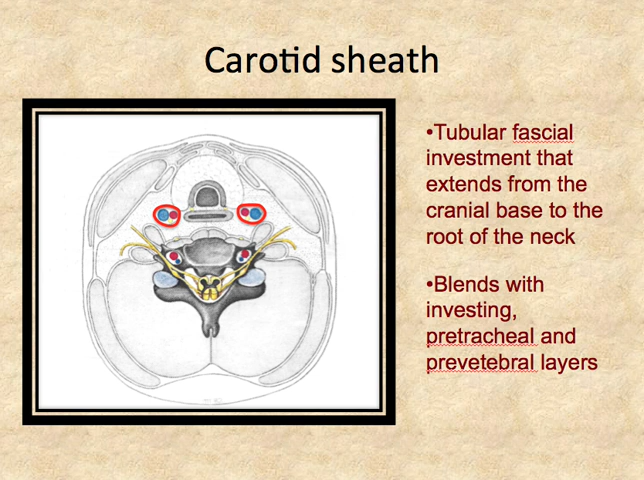 Carotid sheath
•Tubular fascial
investment that
extends from the
cranial base to the
root of the neck
•Blends with
investing,
pretracheal and
prevetebral layers